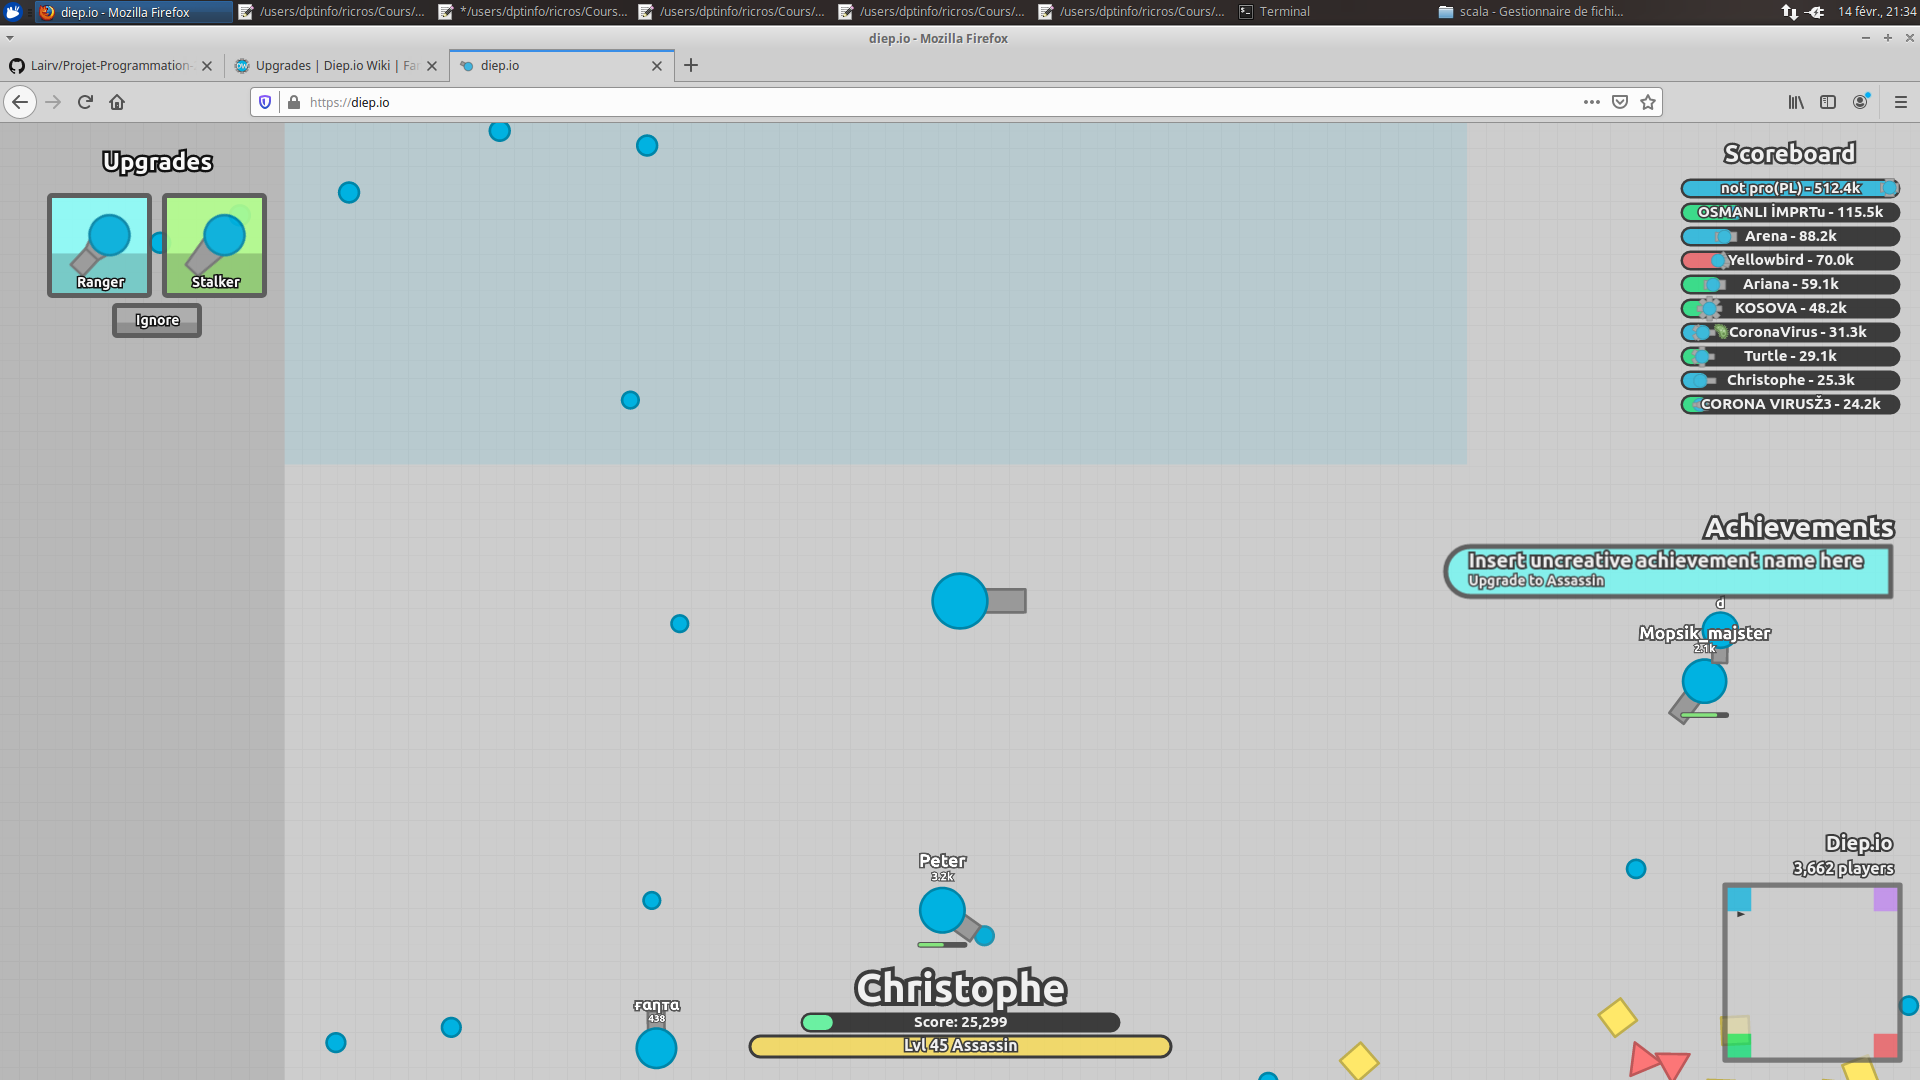 diep.io - Mozilla Firefox
/users/dptinfo/ricros/Cours/...
*/users/dptinfo/ricros/Cours...
/users/dptinfo/ricros/Cours/...
/users/dptinfo/ricros/Cours/...
/users/dptinfo/ricros/Cours/...
Terminal
scala - Gestionnaire de fichi...
14 févr., 21:34
diep.io - Mozilla Firefox
Lairv/Projet-Programmation-
Upgrades | Diep.io Wiki | Fa
diep.io
https://diep.io
Upgrades
Ranger
Stalker
Ignore
Scoreboard
not pro(PL) - 512.4k
OSMANLI İMPRTu - 115.5k
Arena - 88.2k
Yellowbird - 70.0k
Ariana - 59.1k
KOSOVA - 48.2k
CoronaVirus - 31.3k
Turtle - 29.1k
Christophe - 25.3k
CORONA VIRUSŽ3 - 24.2k
Achievements
Insert uncreative achievement name here
Upgrade to Assassin
d
Mopsik_majster
2.1k
Diep.io
3,662 players
Peter
3.2k
Christophe
Score: 25,299
Lvl 45 Assassin
438